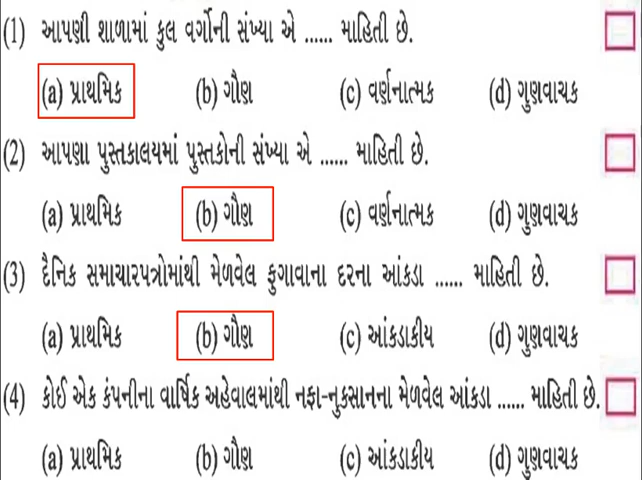 (1) આપણી શાળામાં કુલ વર્ગોની સંખ્યા એ ...... માહિતી છે.
(a) પ્રાથમિક (b) ગૌણ (c) વર્ણનાત્મક (d) ગુણવાચક
(2) આપણા પુસ્તકાલયમાં પુસ્તકોની સંખ્યા એ ...... માહિતી છે.
(a) પ્રાથમિક (b) ગૌણ (c) વર્ણનાત્મક (d) ગુણવાચક
(3) દૈનિક સમાચારપત્રોમાંથી મેળવેલ ફુગાવાના દરના આંકડા ...... માહિતી છે.
(a) પ્રાથમિક (b) ગૌણ (c) આંકડાકીય (d) ગુણવાચક
(4) કોઈ એક કંપનીના વાર્ષિક અહેવાલમાંથી નફા-નુકસાનના મેળવેલ આંકડા ...... માહિતી છે.
(a) પ્રાથમિક (b) ગૌણ (c) આંકડાકીય (d) ગુણવાચક